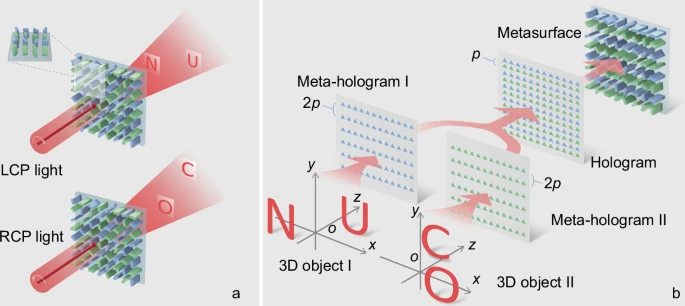 N U
LCP light
C
O
RCP light
a
Metasurface
p
Meta-hologram I
2p
Hologram
2p
Meta-hologram II
y
z
N U
o
x
3D object I
y
z
C
o
O
x
3D object II
b